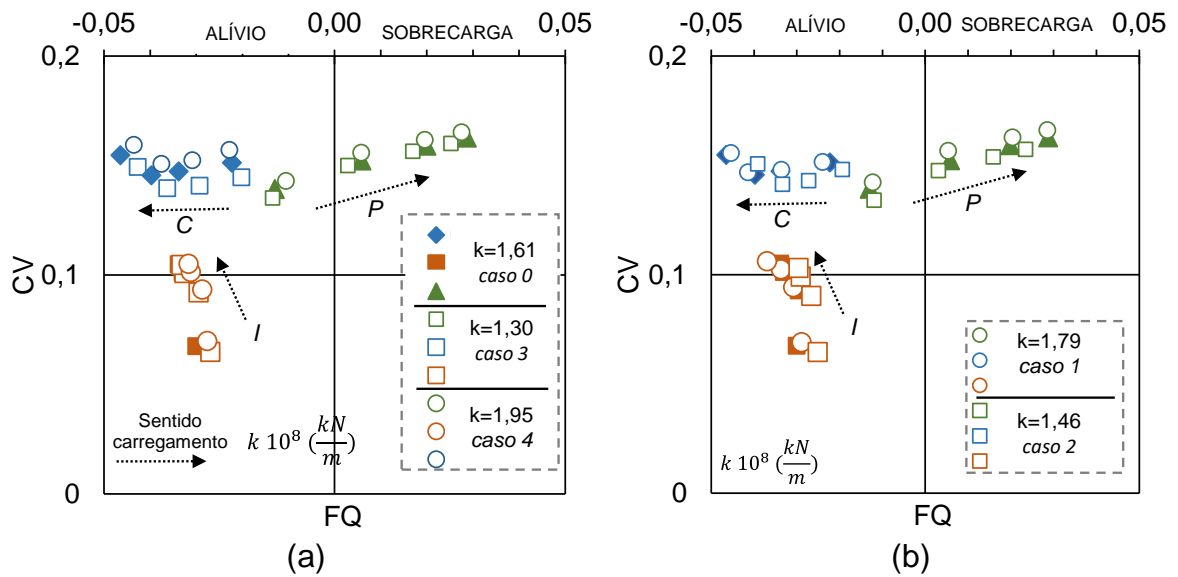 -0,05 0,00 0,05
ALÍVIO SOBRECARGA
0,2
CV
0,1
0
C
P
I
k=1,61
caso 0
k=1,30
caso 3
k=1,95
caso 4
Sentido
carregamento
k 10⁸ (kN/m)
FQ
(a)
-0,05 0,00 0,05
ALÍVIO SOBRECARGA
0,2
CV
0,1
0
C
P
I
k=1,79
caso 1
k=1,46
caso 2
k 10⁸ (kN/m)
FQ
(b)